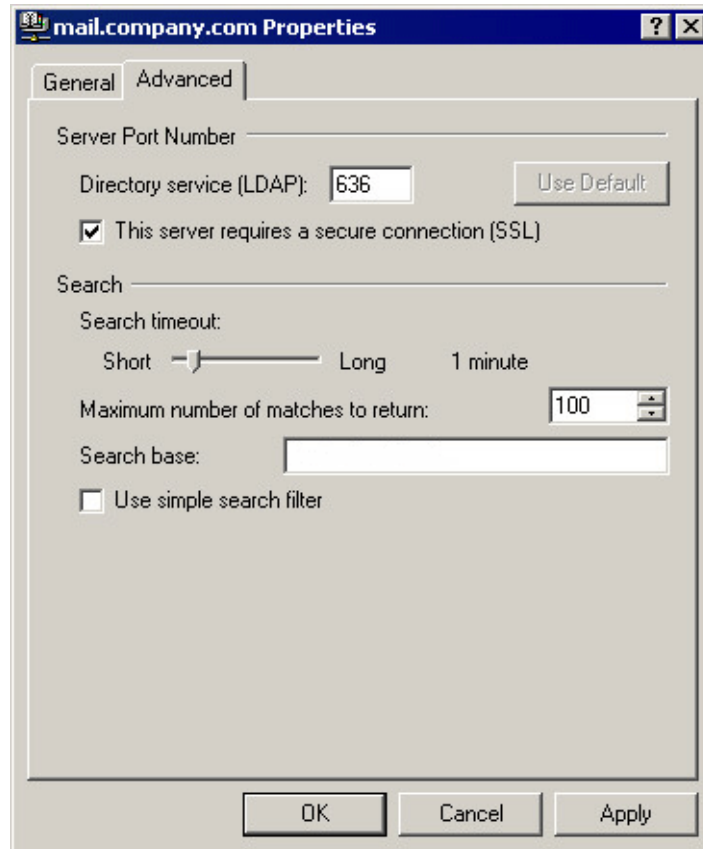 mail.company.com Properties
General Advanced
Server Port Number
Directory service (LDAP): 636 Use Default
This server requires a secure connection (SSL)
Search
Search timeout:
Short Long 1 minute
Maximum number of matches to return: 100
Search base:
Use simple search filter
OK Cancel Apply